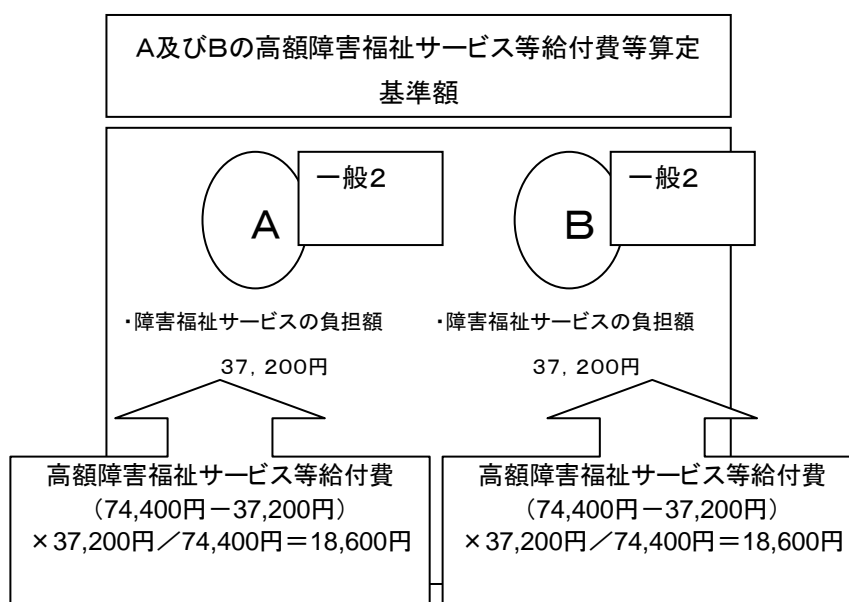 A及びBの高額障害福祉サービス等給付費等算定
基準額
一般2
A
一般2
B
・障害福祉サービスの負担額
37,200円
・障害福祉サービスの負担額
37,200円
高額障害福祉サービス等給付費
(74,400円-37,200円)
×37,200円/74,400円=18,600円
高額障害福祉サービス等給付費
(74,400円-37,200円)
×37,200円/74,400円=18,600円